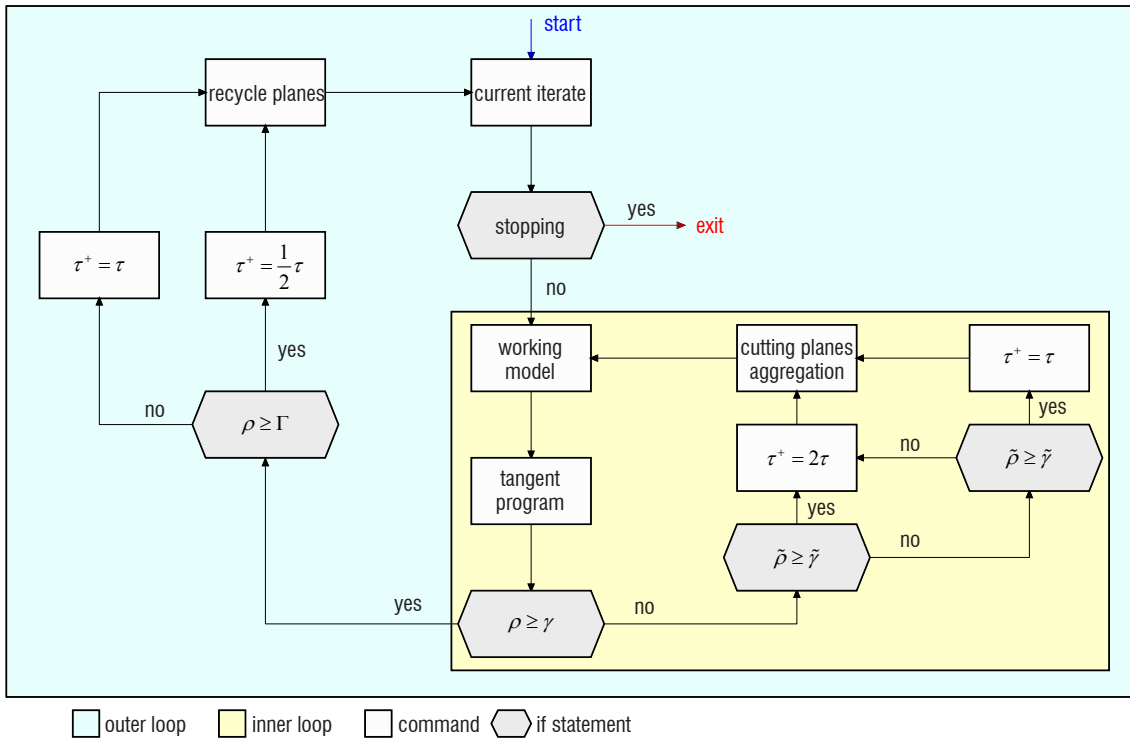 start
recycle planes
current iterate
stopping
yes
exit
no
τ⁺ = τ
τ⁺ = 1/2 τ
yes
no
ρ ≥ Γ
working
model
cutting planes
aggregation
τ⁺ = τ
yes
no
τ⁺ = 2τ
ρ̃ ≥ γ̃
tangent
program
yes
ρ̃ ≥ γ̃
no
yes
ρ ≥ γ
no
outer loop
inner loop
command
if statement